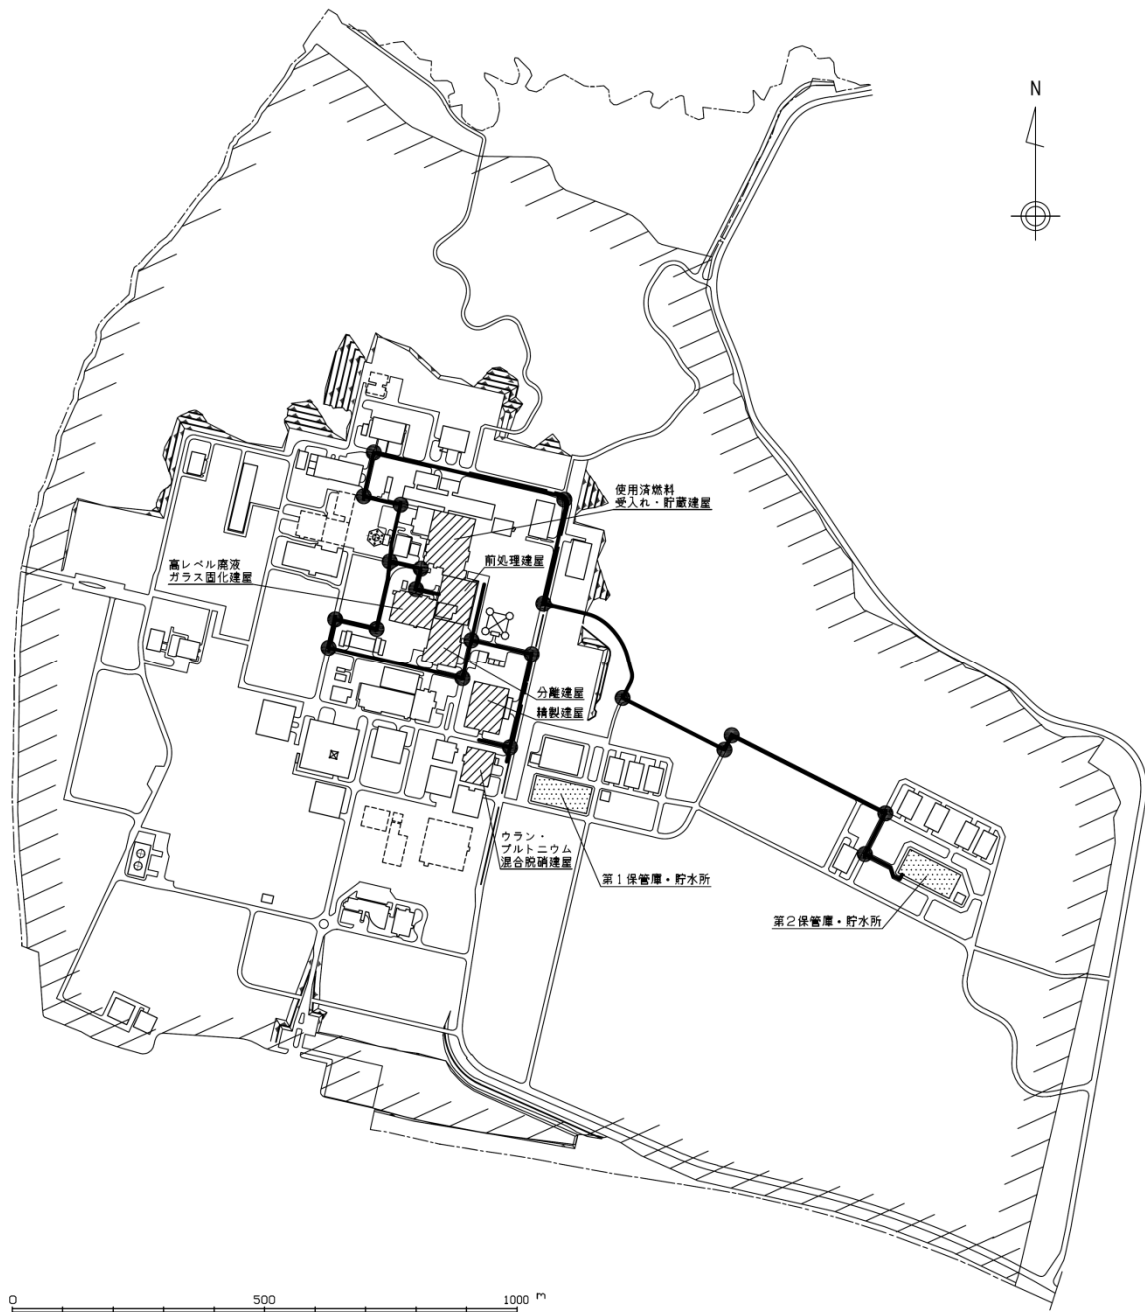 N
使用済燃料
受入れ・貯蔵建屋
前処理建屋
高レベル廃液
ガラス固化建屋
分離建屋
精製建屋
ウラン・
プルトニウム
混合脱硝建屋
第1保管庫・貯水所
第2保管庫・貯水所
0 500 1000 m